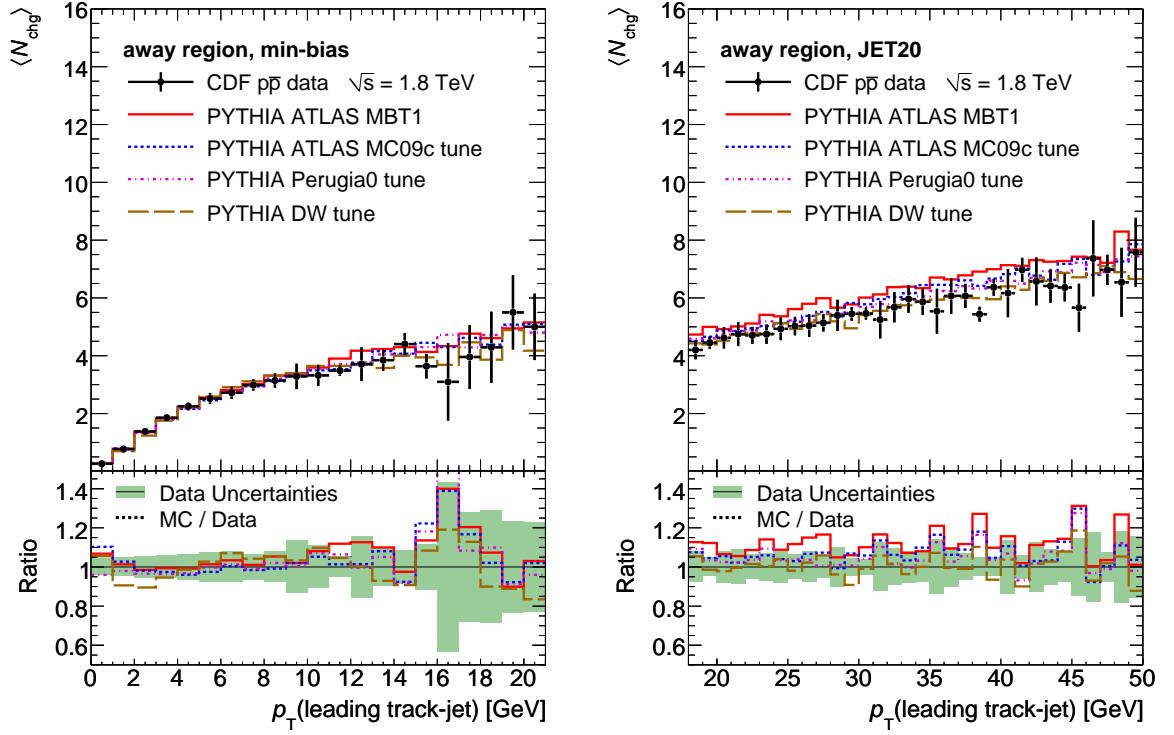 ⟨N_chg⟩
16
14
12
10
8
6
4
2
away region, min-bias
CDF pp̅ data √s = 1.8 TeV
PYTHIA ATLAS MBT1
PYTHIA ATLAS MC09c tune
PYTHIA Perugia0 tune
PYTHIA DW tune
Ratio
1.4
1.2
1
0.8
0.6
Data Uncertainties
MC / Data
0 2 4 6 8 10 12 14 16 18 20
p_T(leading track-jet) [GeV]
⟨N_chg⟩
16
14
12
10
8
6
4
2
away region, JET20
CDF pp̅ data √s = 1.8 TeV
PYTHIA ATLAS MBT1
PYTHIA ATLAS MC09c tune
PYTHIA Perugia0 tune
PYTHIA DW tune
Ratio
1.4
1.2
1
0.8
0.6
Data Uncertainties
MC / Data
20 25 30 35 40 45 50
p_T(leading track-jet) [GeV]